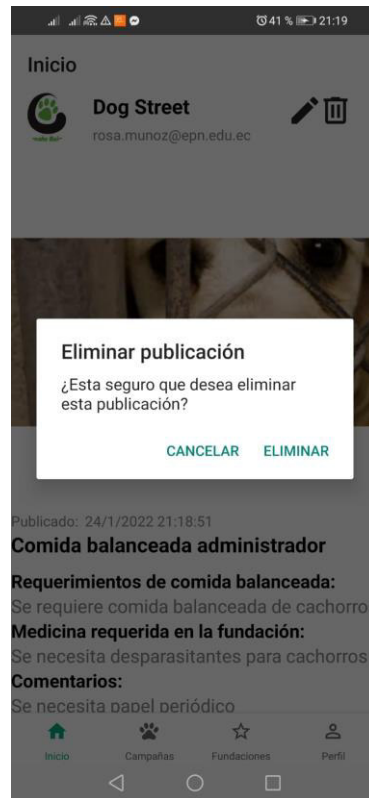 41 % 21:19
Inicio
Dog Street
rosa.munoz@epn.edu.ec
Eliminar publicación
¿Esta seguro que desea eliminar
esta publicación?
CANCELAR ELIMINAR
Publicado: 24/1/2022 21:18:51
Comida balanceada administrador
Requerimientos de comida balanceada:
Se requiere comida balanceada de cachorro
Medicina requerida en la fundación:
Se necesita desparasitantes para cachorros
Comentarios:
Se necesita papel periódico
Inicio Campañas Fundaciones Perfil